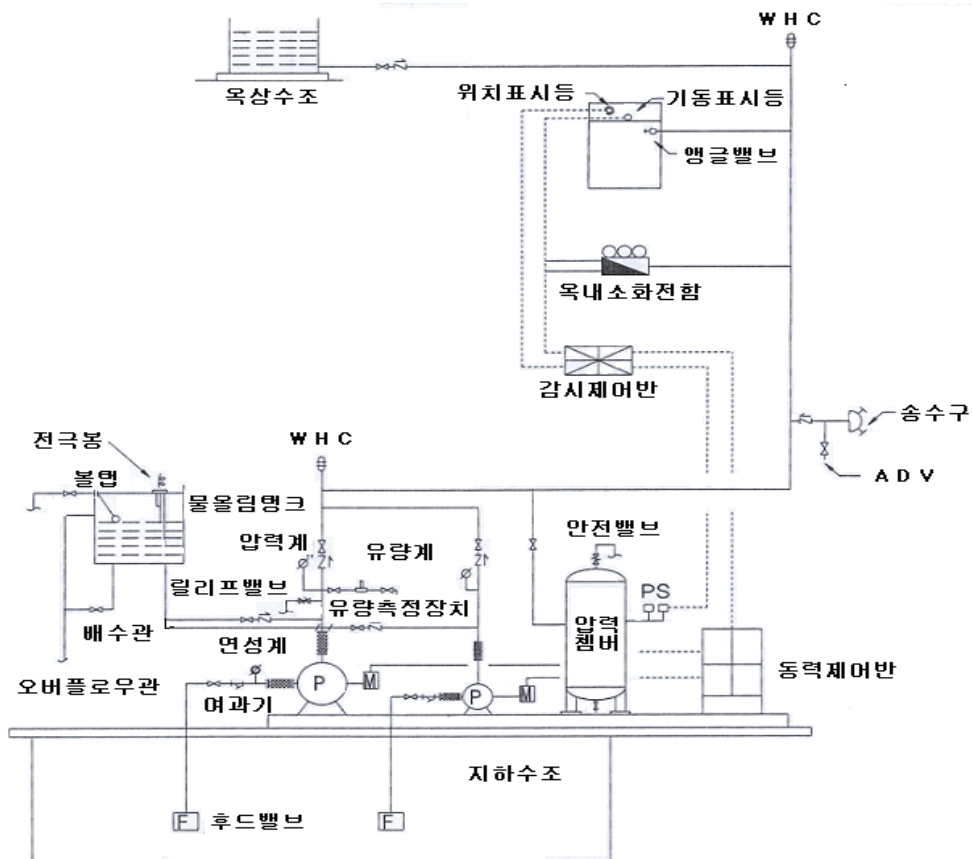 WHC
옥상수조
위치표시등
기동표시등
앵글밸브
옥내소화전함
감시제어반
송수구
ADV
전극봉
볼탭
물올림탱크
WHC
압력계
유량계
안전밸브
릴리프밸브
유량측정장치
PS
배수관
연성계
압력
쳄버
오버플로우관
여과기
P
M
P
M
동력제어반
지하수조
F
후드밸브
F